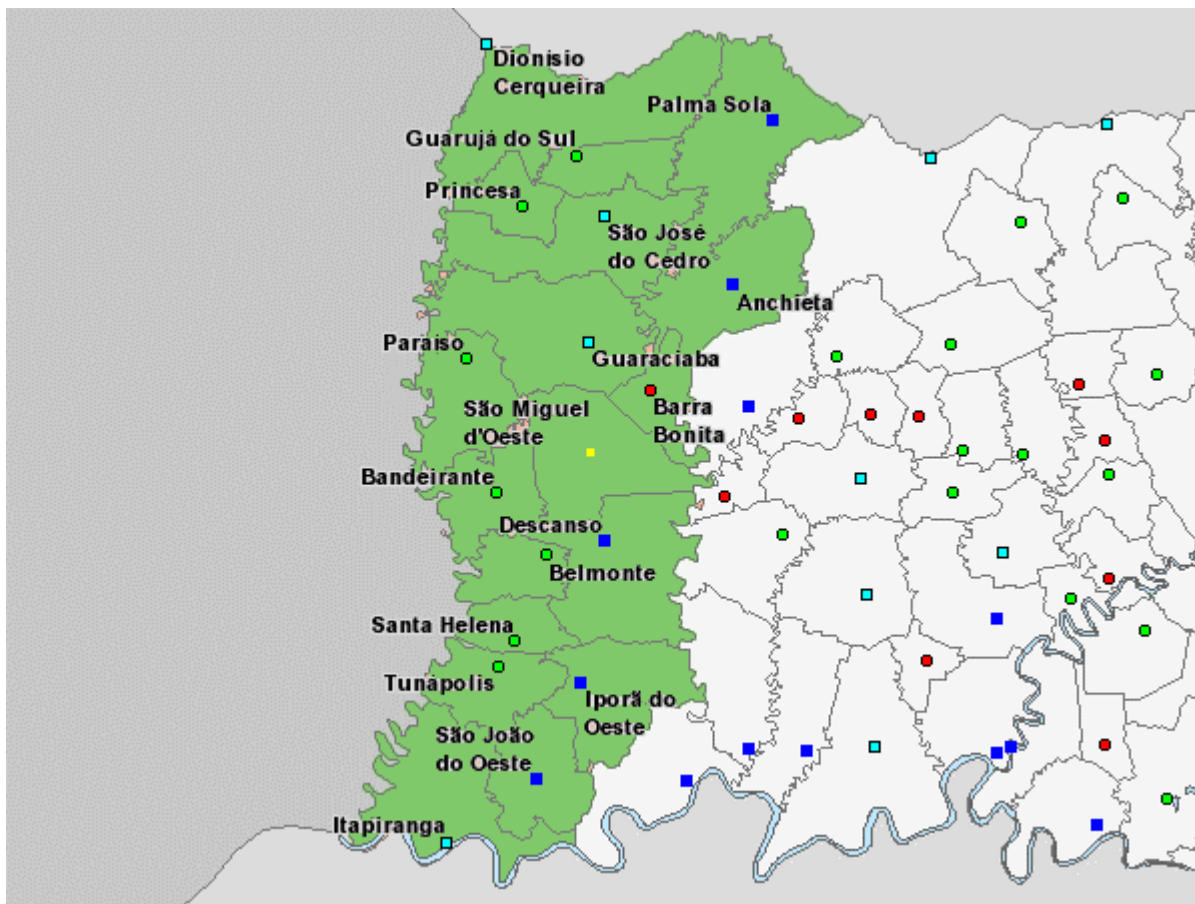 Dionísio
Cerqueira
Palma Sola
Guarujá do Sul
Princesa
São José
do Cedro
Anchieta
Paraíso
Guaraciaba
São Miguel
d'Oeste
Barra
Bonita
Bandeirante
Descanso
Belmonte
Santa Helena
Tunápolis
Iporã do
Oeste
São João
do Oeste
Itapiranga